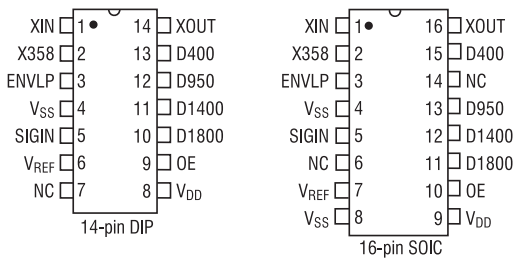 XIN 1 14 XOUT
X358 2 13 D400
ENVLP 3 12 D950
VSS 4 11 D1400
SIGIN 5 10 D1800
VREF 6 9 OE
NC 7 8 VDD
14-pin DIP
XIN 1 16 XOUT
X358 2 15 D400
ENVLP 3 14 NC
VSS 4 13 D950
SIGIN 5 12 D1400
NC 6 11 D1800
VREF 7 10 OE
VSS 8 9 VDD
16-pin SOIC